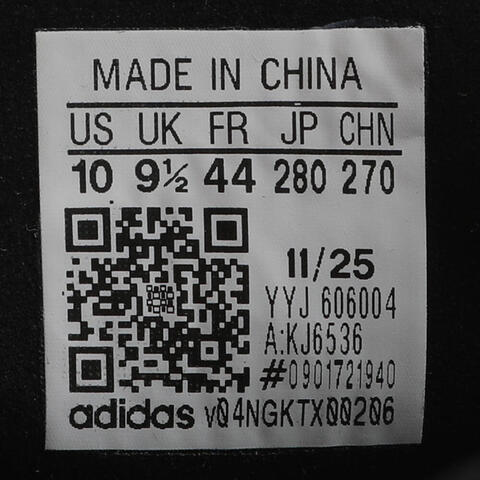 MADE IN CHINA
US UK FR JP CHN
10 9½ 44 280 270
11/25
YYJ 606004
A:KJ6536
#0901721940
adidas v04NGKTX00206